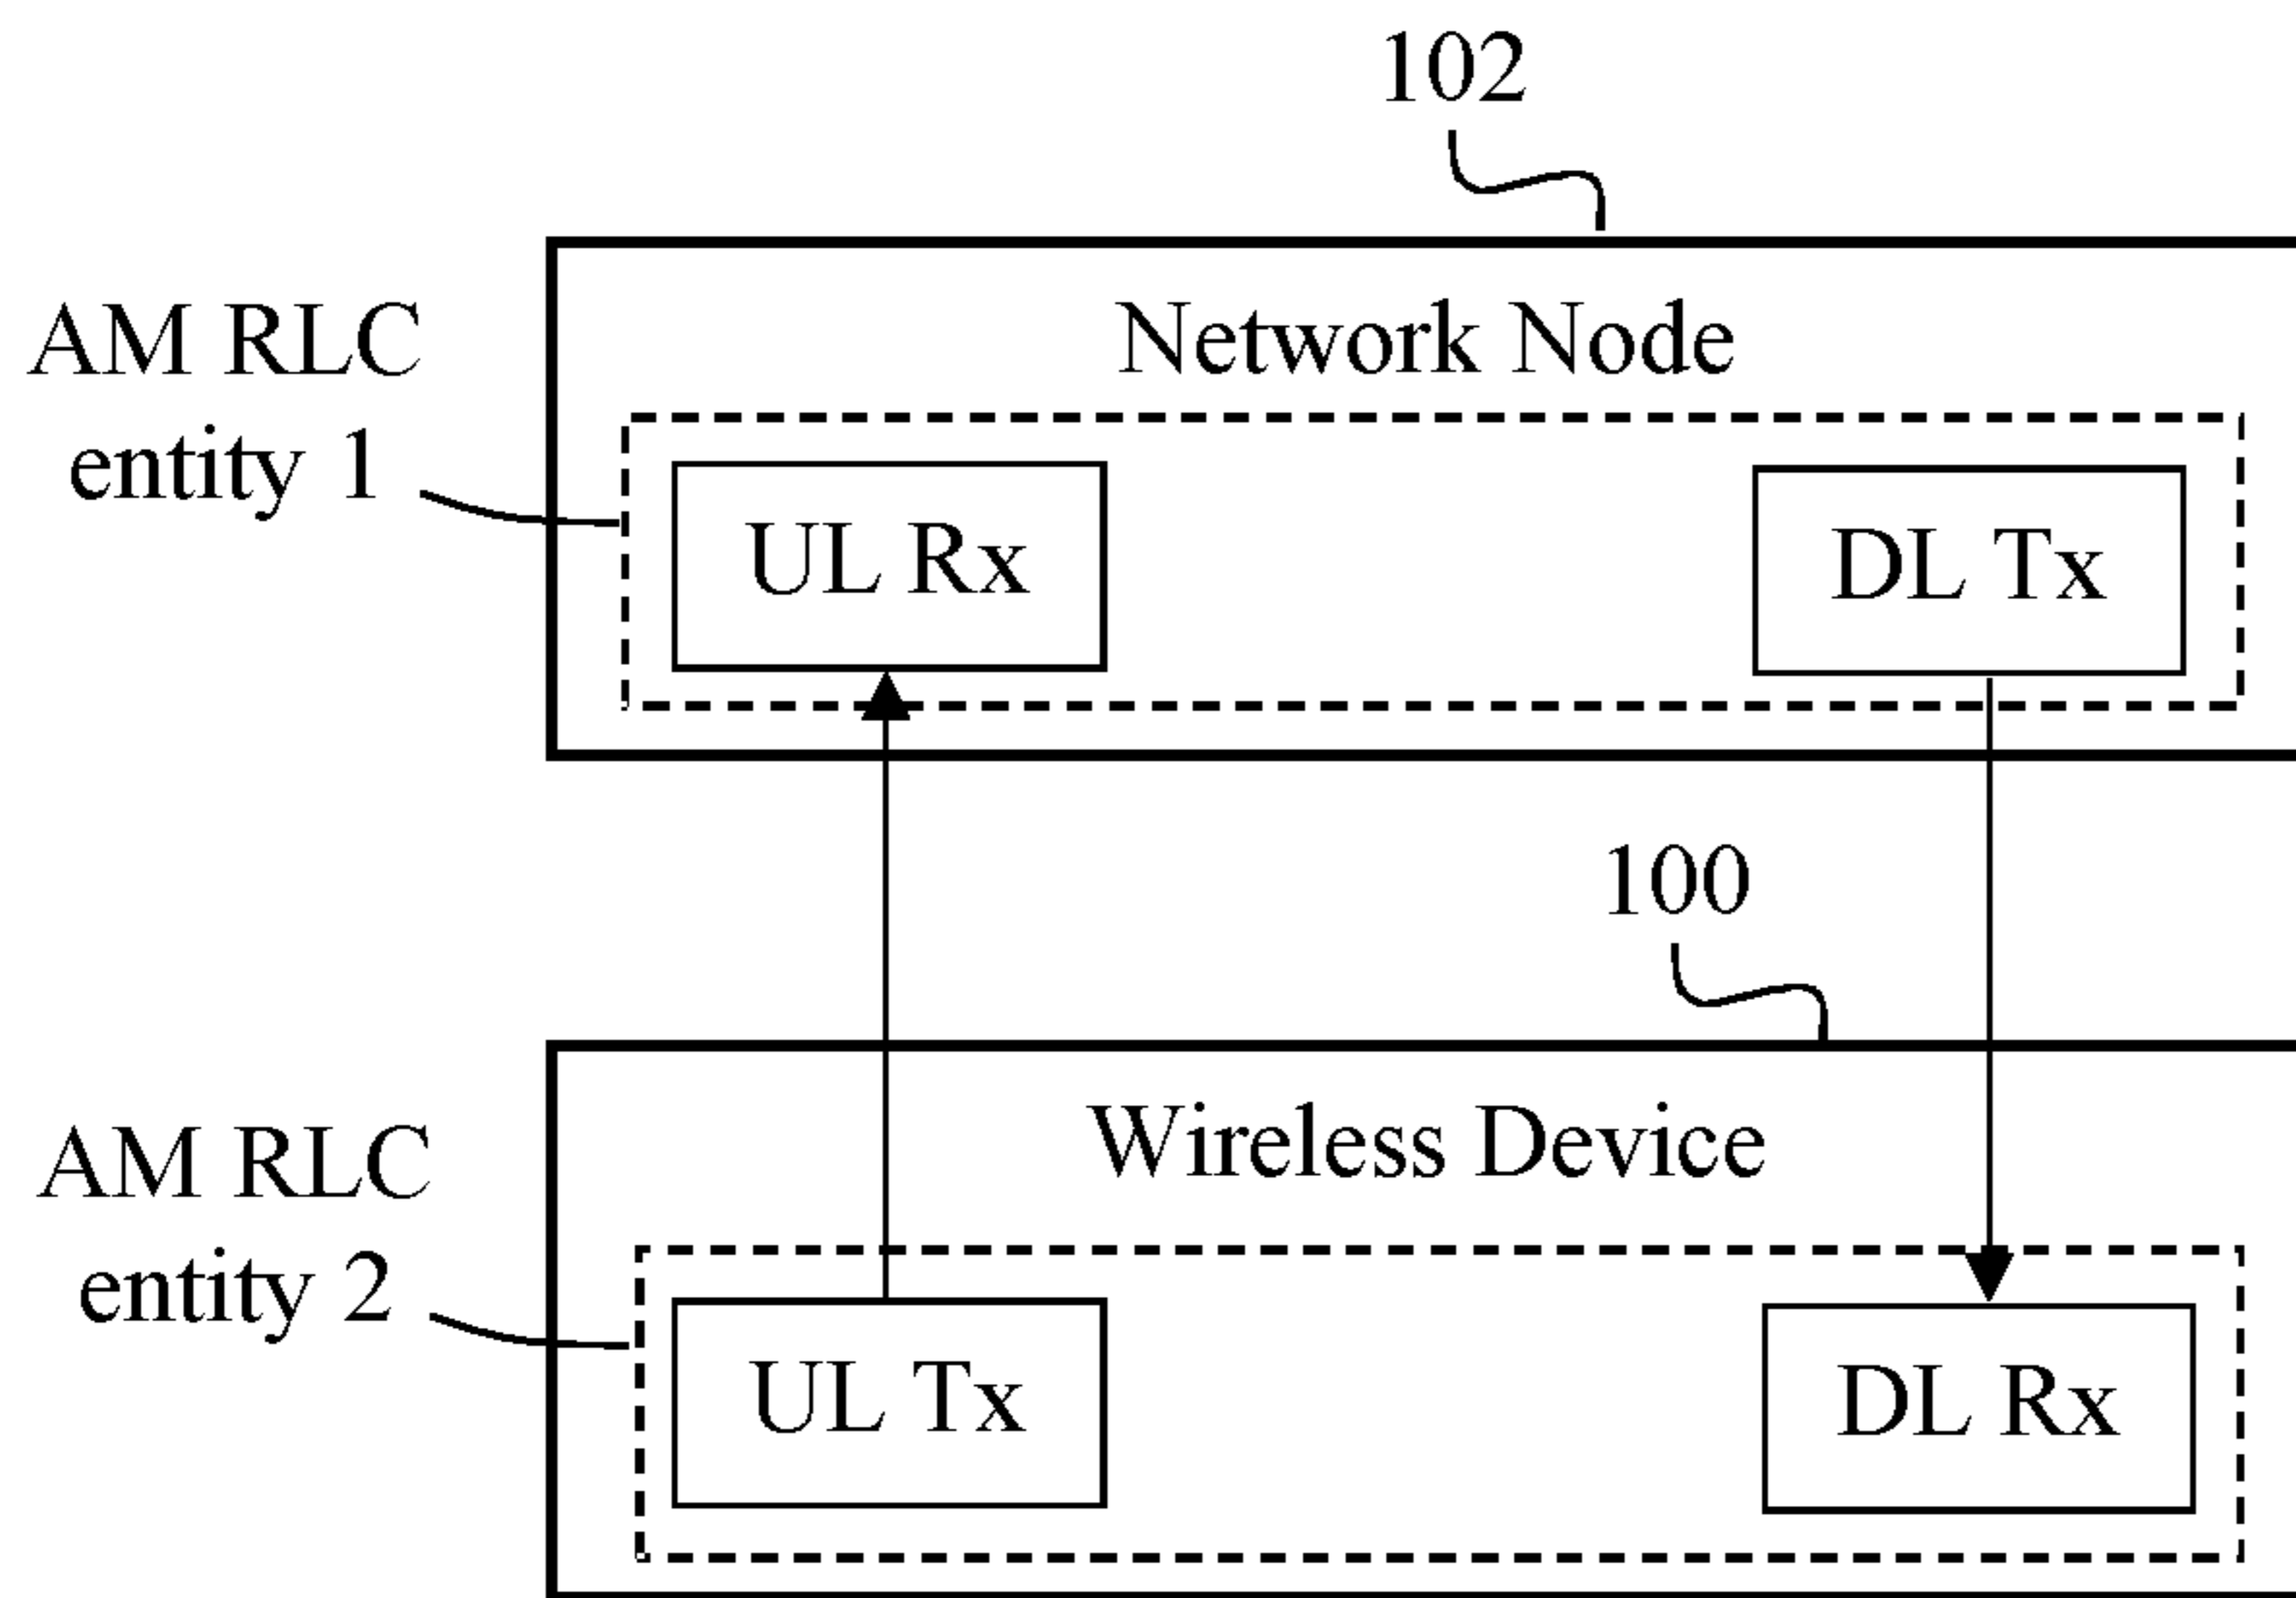 102
AM RLC
entity 1
Network Node
UL Rx
DL Tx
100
AM RLC
entity 2
Wireless Device
UL Tx
DL Rx